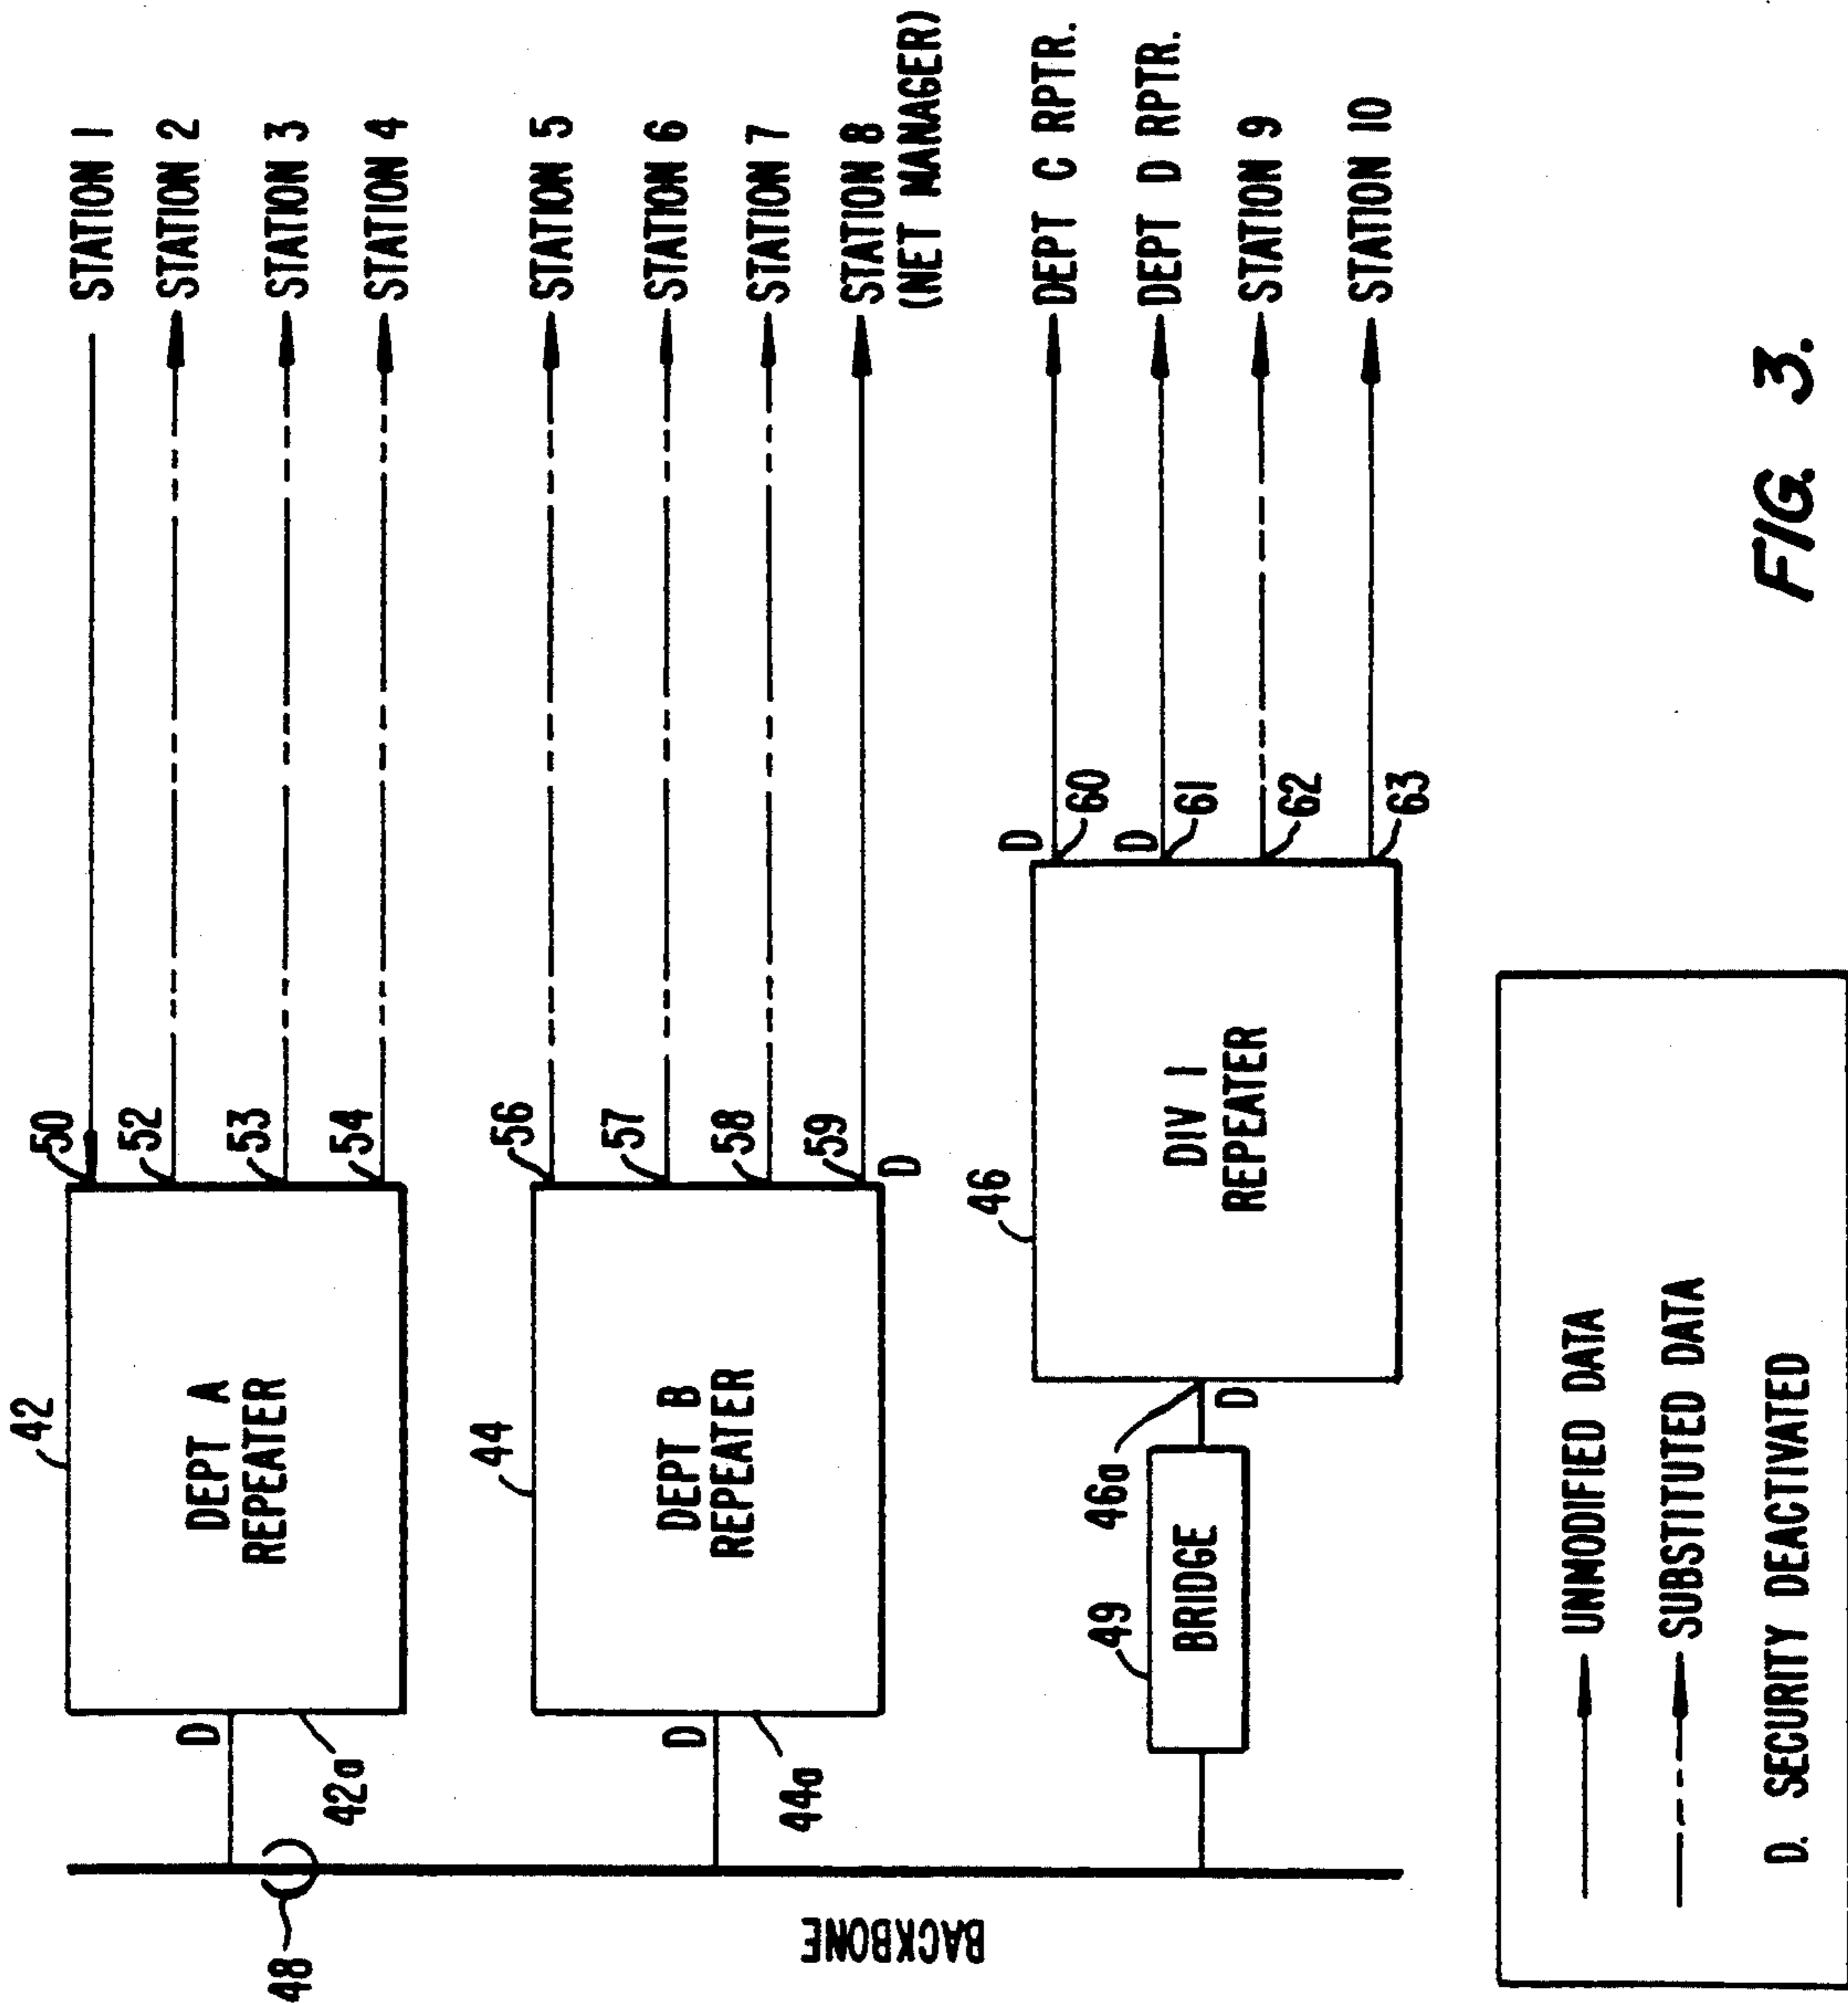 STATION 1
STATION 2
STATION 3
STATION 4
50
52
53
54
42
DEPT A
REPEATER
D
42a
48
BACKBONE
STATION 5
STATION 6
STATION 7
STATION 8
(NET MANAGER)
56
57
58
59
D
44
DEPT B
REPEATER
D
44a
DEPT C RPTR.
DEPT D RPTR.
STATION 9
STATION 10
D
60
D
61
62
63
46
DIV 1
REPEATER
46a
D
49
BRIDGE
UNMODIFIED DATA
SUBSTITUTED DATA
D. SECURITY DEACTIVATED
FIG. 3.